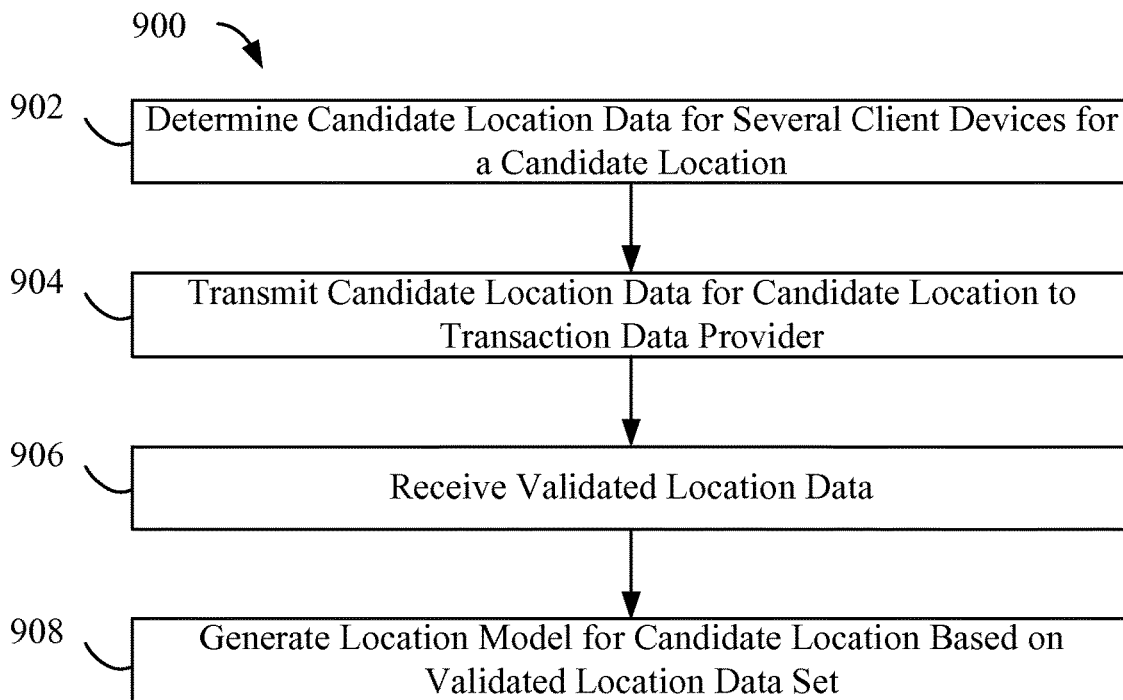 900
902
Determine Candidate Location Data for Several Client Devices for
a Candidate Location
904
Transmit Candidate Location Data for Candidate Location to
Transaction Data Provider
906
Receive Validated Location Data
908
Generate Location Model for Candidate Location Based on
Validated Location Data Set